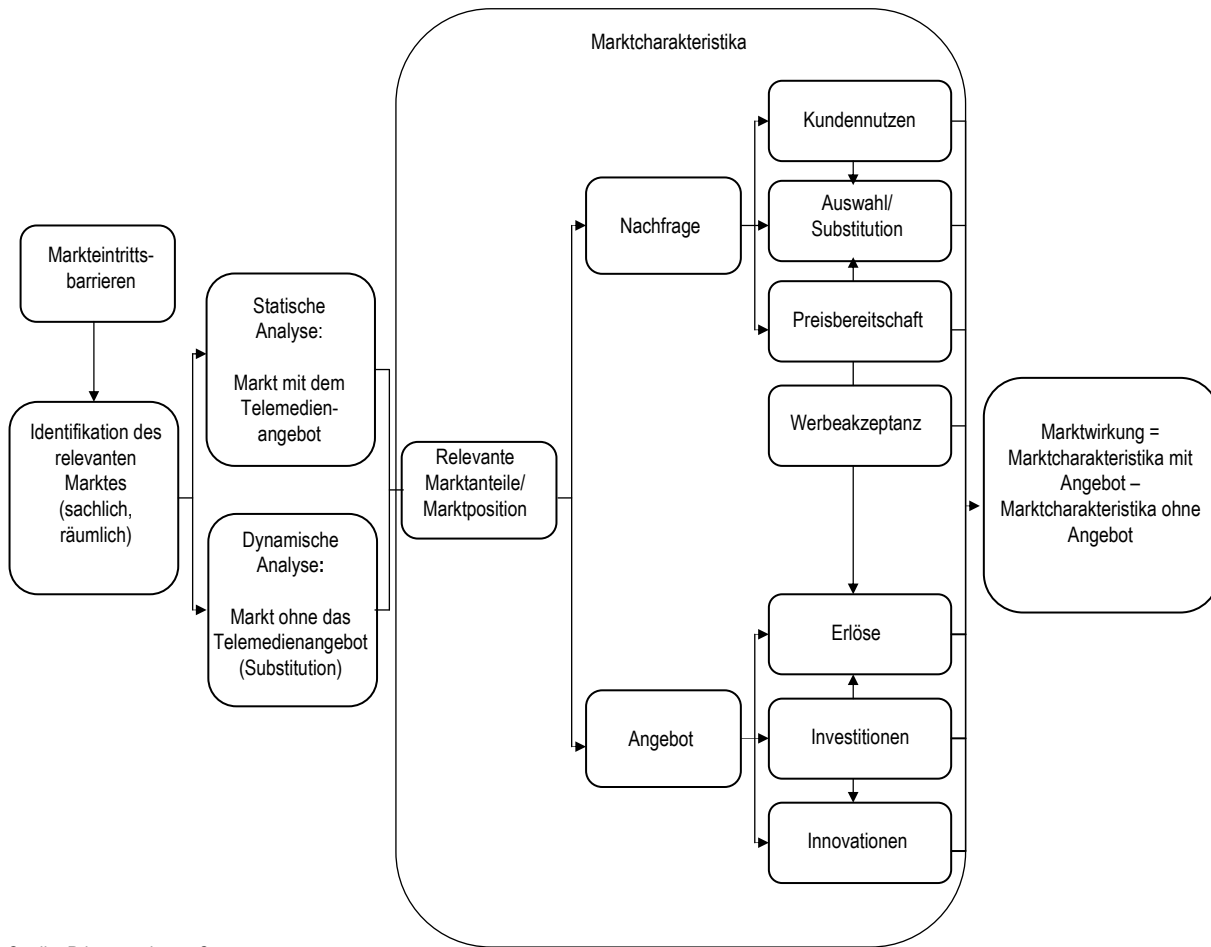 Marktcharakteristika
Markteintritts-
barrieren
Identifikation des
relevanten
Marktes
(sachlich,
räumlich)
Statische
Analyse:
Markt mit dem
Telemedien-
angebot
Dynamische
Analyse:
Markt ohne das
Telemedienangebot
(Substitution)
Relevante
Marktanteile/
Marktposition
Nachfrage
Angebot
Kundennutzen
Auswahl/
Substitution
Preisbereitschaft
Werbeakzeptanz
Erlöse
Investitionen
Innovationen
Marktwirkung =
Marktcharakteristika mit
Angebot –
Marktcharakteristika ohne
Angebot